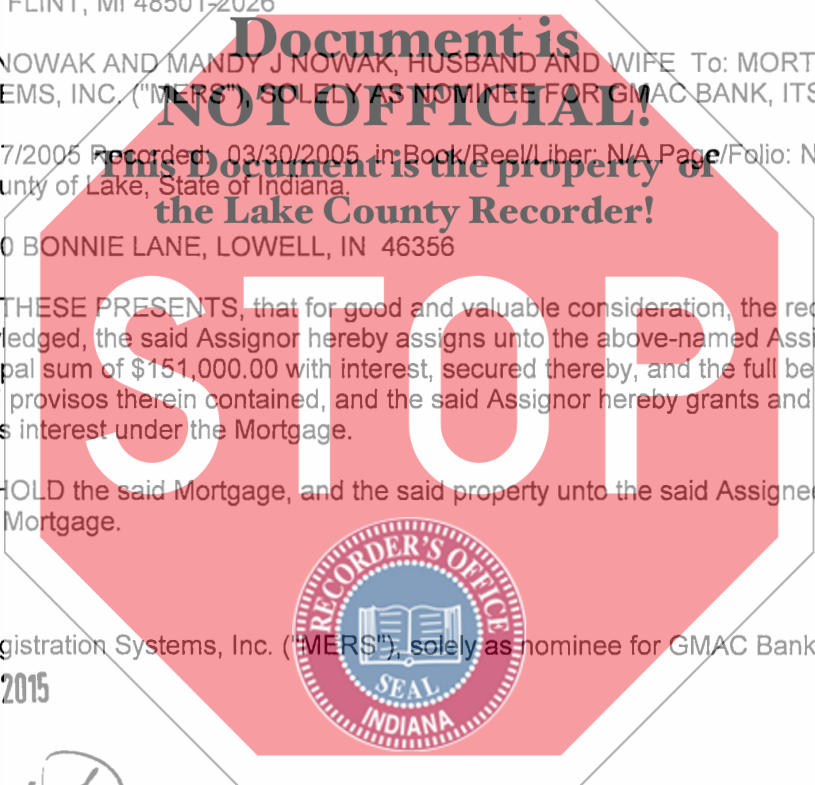 FLINT, MI 48501-2026
Document is
NOWAK AND MANDY J NOWAK, HUSBAND AND WIFE To: MORT
EMS, INC. ("MERS"), SOLELY AS NOMINEE FOR GMAC BANK, ITS
NOT OFFICIAL!
7/2005 Recorded: 03/30/2005 in Book/Reel/Liber: N/A Page/Folio: N
This Document is the property of
unty of Lake, State of Indiana.
the Lake County Recorder!
0 BONNIE LANE, LOWELL, IN 46356
THESE PRESENTS, that for good and valuable consideration, the rec
ledged, the said Assignor hereby assigns unto the above-named Assi
pal sum of $151,000.00 with interest, secured thereby, and the full be
provisos therein contained, and the said Assignor hereby grants and
s interest under the Mortgage.
STOP
HOLD the said Mortgage, and the said property unto the said Assignee
Mortgage.
RECORDER'S OFFICE
gistration Systems, Inc. ("MERS"), solely as nominee for GMAC Bank
SEAL
2015
INDIANA